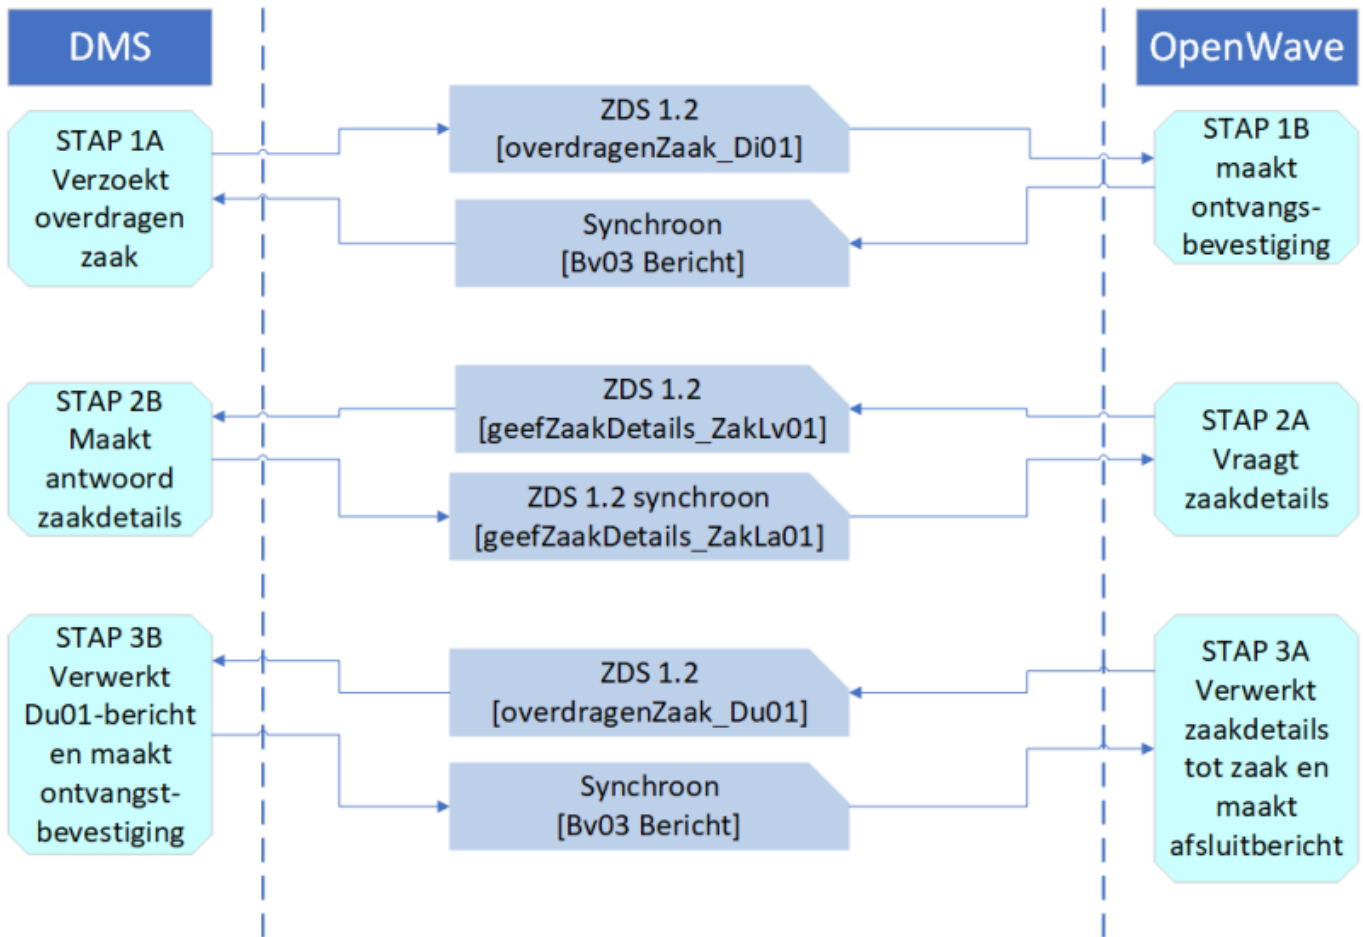 DMS
OpenWave
STAP 1A
Verzoekt
overdragen
zaak
ZDS 1.2
[overdragenZaak_Di01]
Synchroon
[Bv03 Bericht]
STAP 1B
maakt
ontvangs-
bevestiging
STAP 2B
Maakt
antwoord
zaakdetails
ZDS 1.2
[geefZaakDetails_ZakLv01]
ZDS 1.2 synchroon
[geefZaakDetails_ZakLa01]
STAP 2A
Vraagt
zaakdetails
STAP 3B
Verwerkt
Du01-bericht
en maakt
ontvangst-
bevestiging
ZDS 1.2
[overdragenZaak_Du01]
Synchroon
[Bv03 Bericht]
STAP 3A
Verwerkt
zaakdetails
tot zaak en
maakt
afsluitbericht